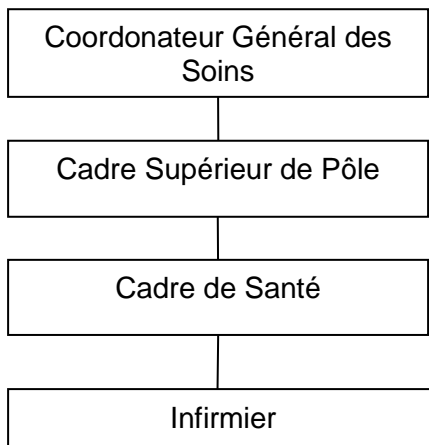 Coordonateur Général des
Soins
Cadre Supérieur de Pôle
Cadre de Santé
Infirmier